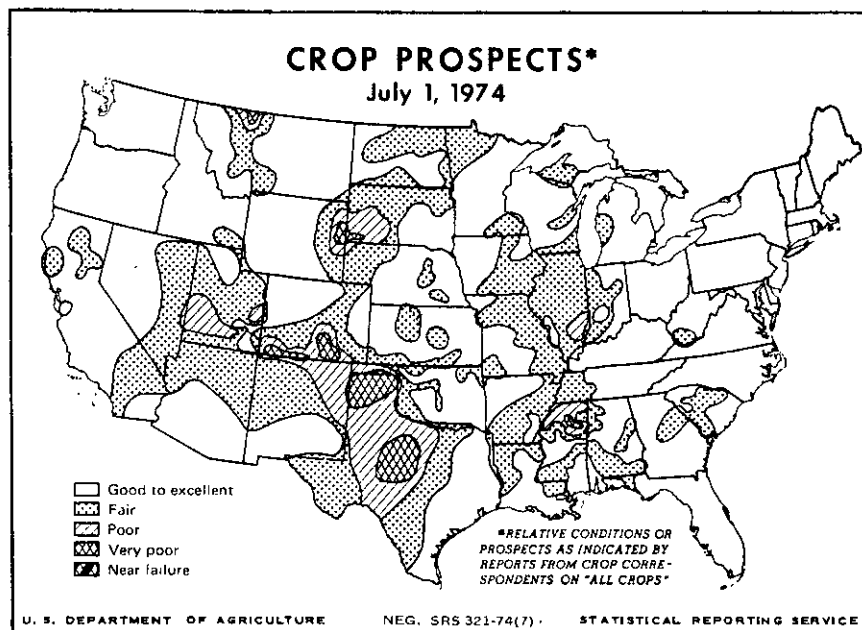 CROP PROSPECTS*
July 1, 1974
Good to excellent
Fair
Poor
Very poor
Near failure
*RELATIVE CONDITIONS OR
PROSPECTS AS INDICATED BY
REPORTS FROM CROP CORRE-
SPONDENTS ON "ALL CROPS"
U. S. DEPARTMENT OF AGRICULTURE NEG. SRS 321-74(7) · STATISTICAL REPORTING SERVICE